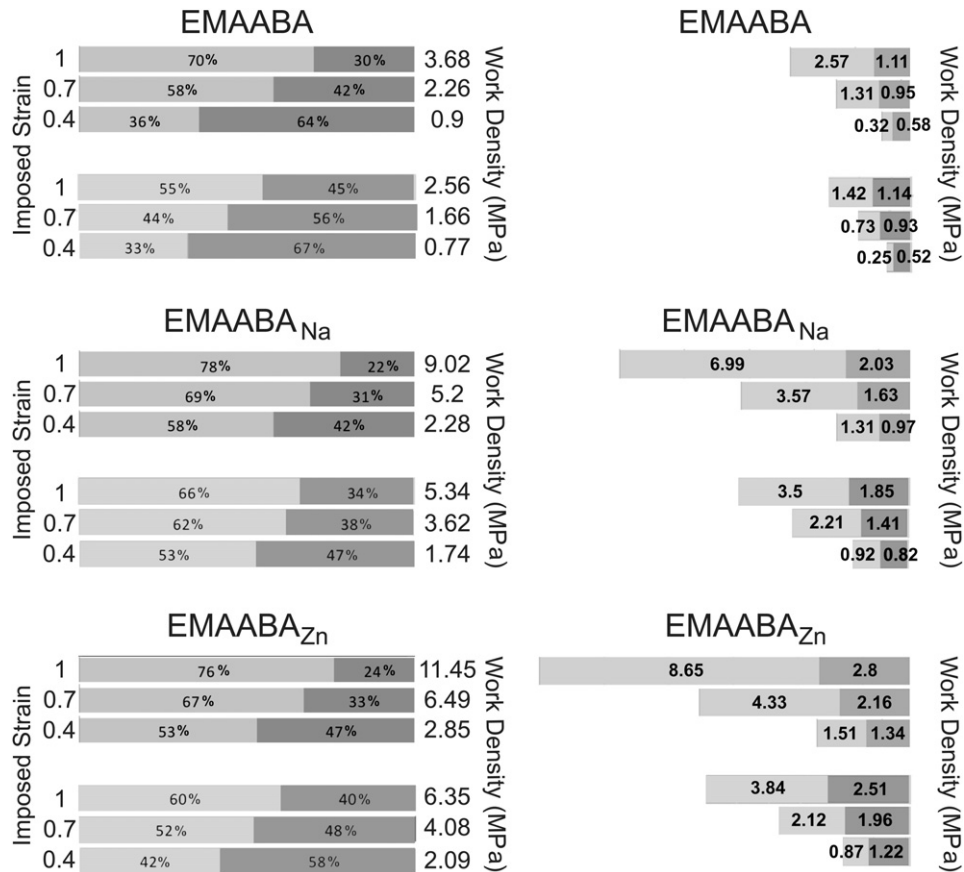 EMAABA
EMAABA
Imposed Strain
Work Density (MPa)
Work Density (MPa)
1 70% 30% 3.68 2.57 1.11
0.7 58% 42% 2.26 1.31 0.95
0.4 36% 64% 0.9 0.32 0.58
1 55% 45% 2.56 1.42 1.14
0.7 44% 56% 1.66 0.73 0.93
0.4 33% 67% 0.77 0.25 0.52
EMAABA Na
EMAABA Na
Imposed Strain
Work Density (MPa)
Work Density (MPa)
1 78% 22% 9.02 6.99 2.03
0.7 69% 31% 5.2 3.57 1.63
0.4 58% 42% 2.28 1.31 0.97
1 66% 34% 5.34 3.5 1.85
0.7 62% 38% 3.62 2.21 1.41
0.4 53% 47% 1.74 0.92 0.82
EMAABA Zn
EMAABA Zn
Imposed Strain
Work Density (MPa)
Work Density (MPa)
1 76% 24% 11.45 8.65 2.8
0.7 67% 33% 6.49 4.33 2.16
0.4 53% 47% 2.85 1.51 1.34
1 60% 40% 6.35 3.84 2.51
0.7 52% 48% 4.08 2.12 1.96
0.4 42% 58% 2.09 0.87 1.22